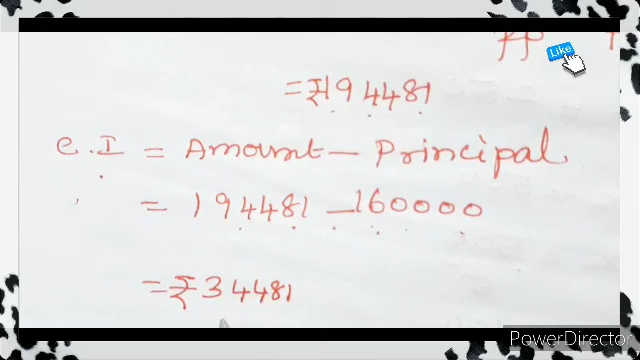 Like
= ₹194481
C.I = Amount - Principal
= 194481 - 160000
= ₹34481
PowerDirector